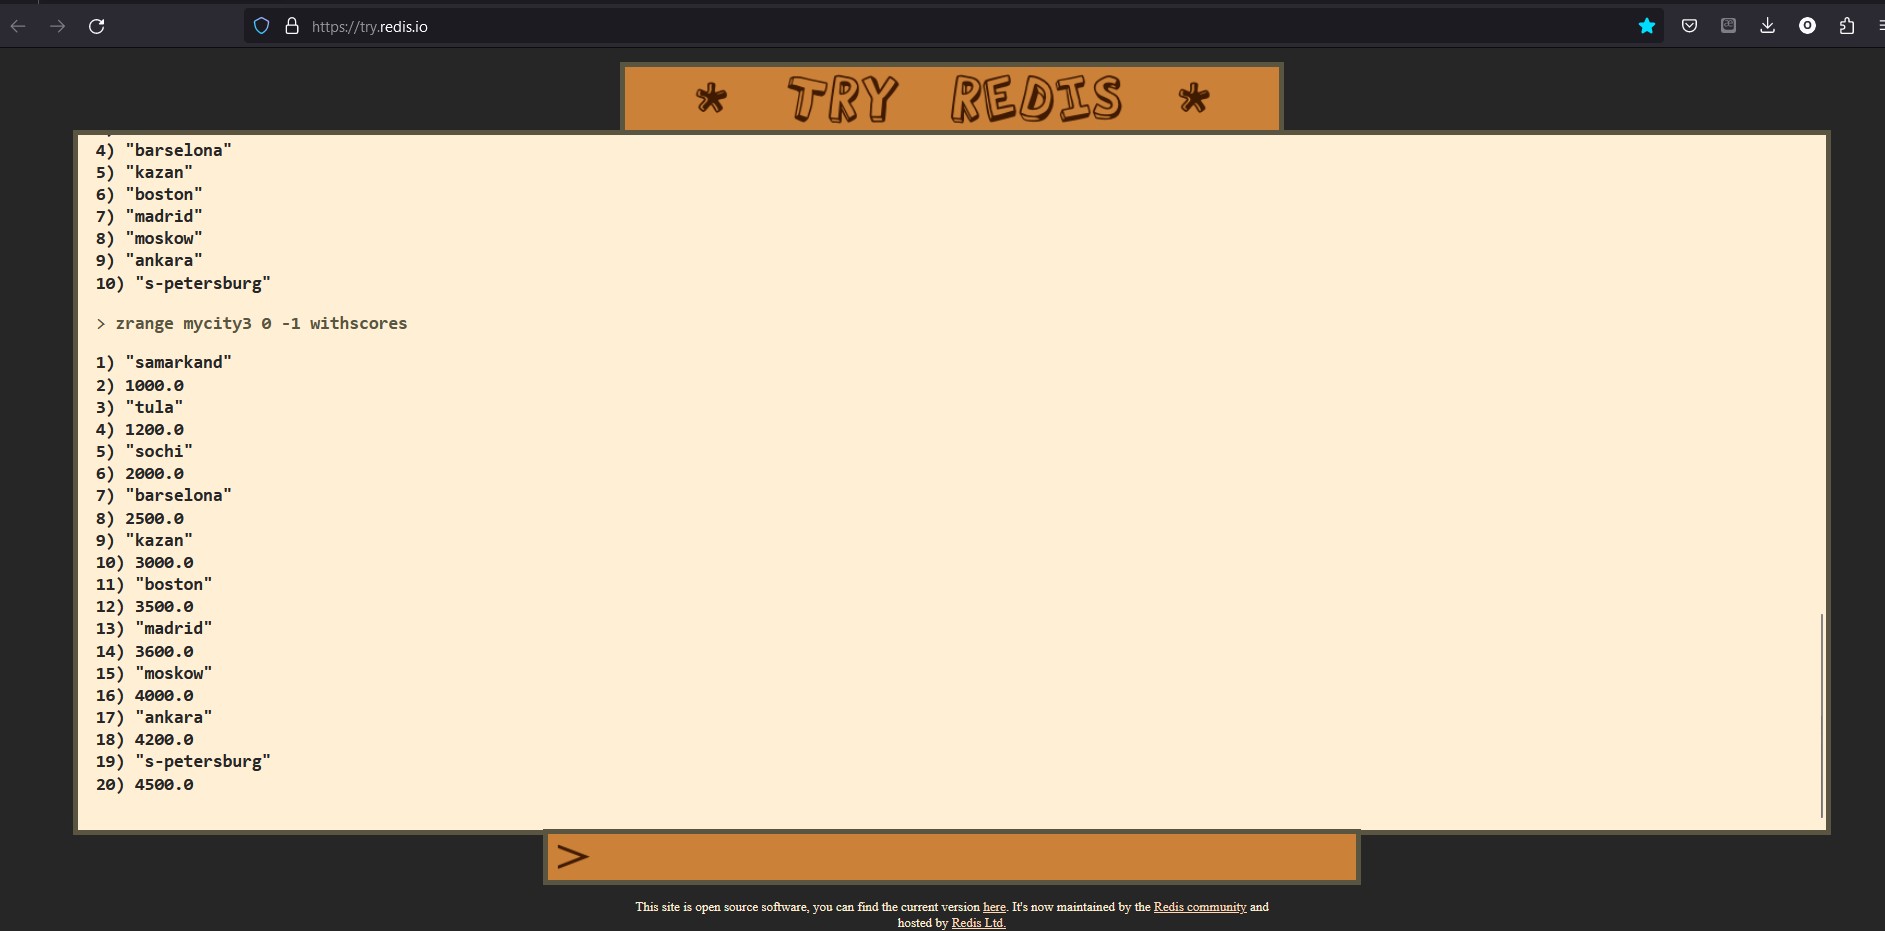 https://try.redis.io
* TRY REDIS *
4) "barselona"
5) "kazan"
6) "boston"
7) "madrid"
8) "moskow"
9) "ankara"
10) "s-petersburg"
> zrange mycity3 0 -1 withscores
1) "samarkand"
2) 1000.0
3) "tula"
4) 1200.0
5) "sochi"
6) 2000.0
7) "barselona"
8) 2500.0
9) "kazan"
10) 3000.0
11) "boston"
12) 3500.0
13) "madrid"
14) 3600.0
15) "moskow"
16) 4000.0
17) "ankara"
18) 4200.0
19) "s-petersburg"
20) 4500.0
>
This site is open source software, you can find the current version here. It's now maintained by the Redis community and
hosted by Redis Ltd.